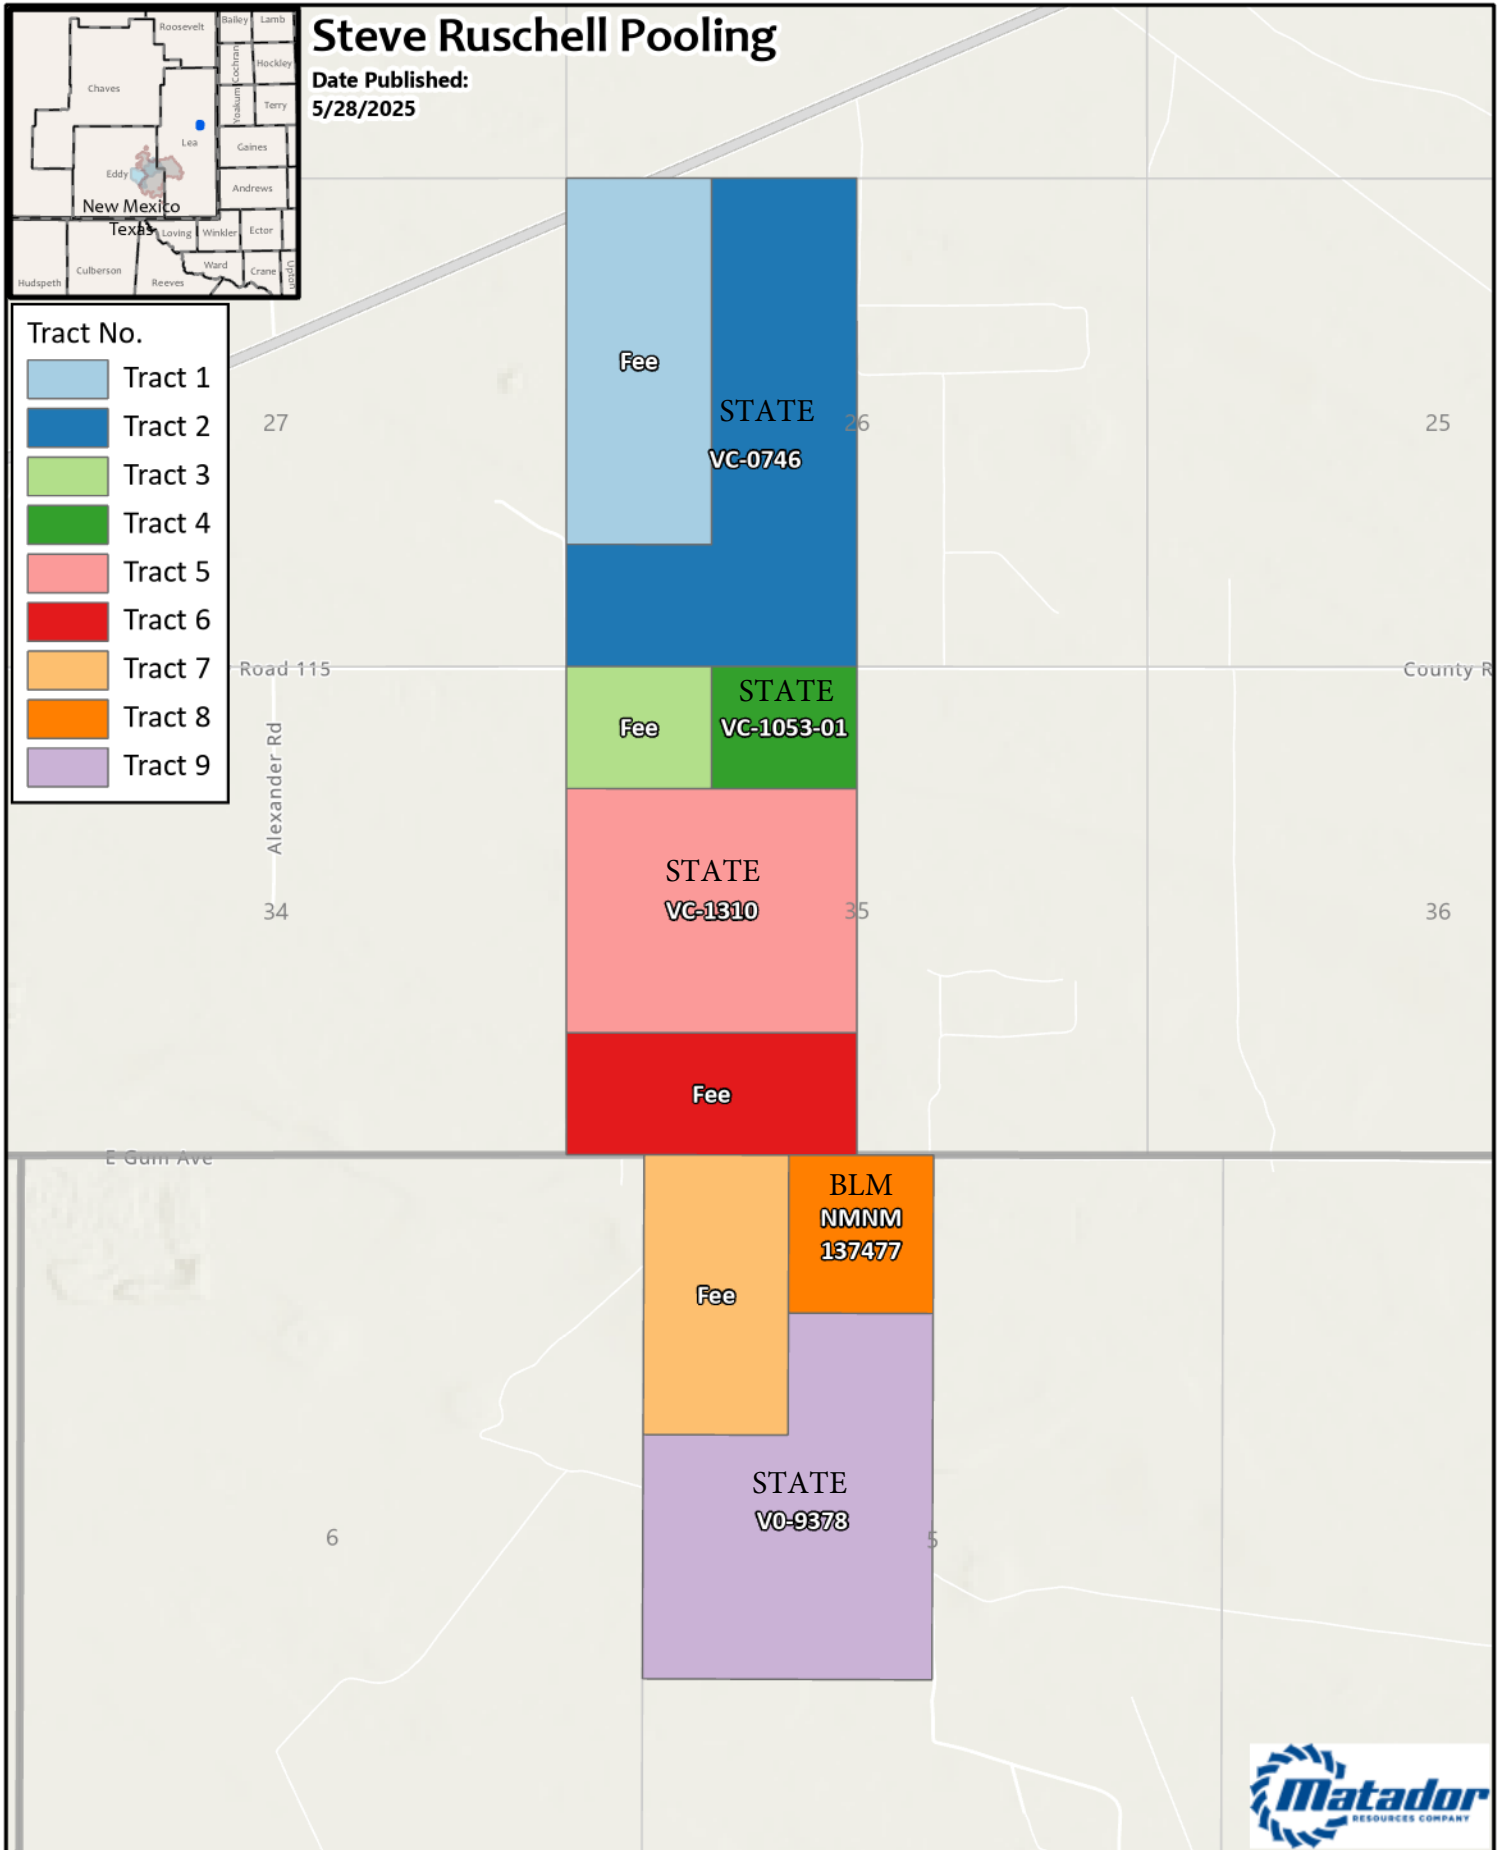 Steve Ruschell Pooling
Date Published:
5/28/2025
Roosevelt
Bailey
Lamb
Chaves
Cochran
Hockley
Yoakum
Terry
Lea
Gaines
Eddy
Andrews
New Mexico
Texas
Loving
Winkler
Ector
Ward
Crane
Upton
Culberson
Hudspeth
Reeves
Tract No.
Tract 1
Tract 2
Tract 3
Tract 4
Tract 5
Tract 6
Tract 7
Tract 8
Tract 9
Fee
STATE
VC-0746
27
26
25
Road 115
County R
Fee
STATE
VC-1053-01
Alexander Rd
STATE
VC-1310
34
35
36
Fee
E Gum Ave
BLM
NMNM
137477
Fee
STATE
V0-9378
6
5
Matador
RESOURCES COMPANY